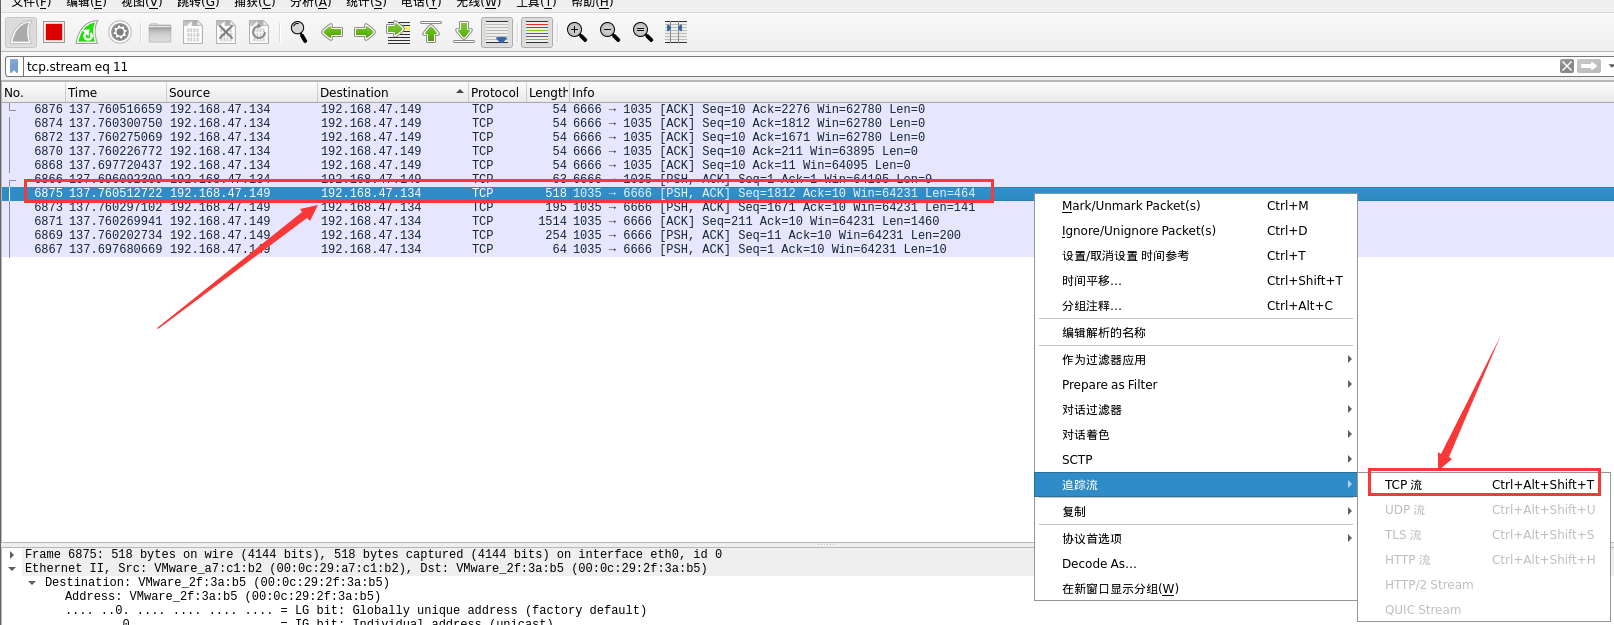 文件(F) 编辑(E) 视图(V) 跳转(G) 捕获(C) 分析(A) 统计(S) 电话(Y) 无线(W) 工具(T) 帮助(H)
tcp.stream eq 11
No. Time Source Destination Protocol Length Info
6876 137.760516659 192.168.47.134 192.168.47.149 TCP 54 6666 → 1035 [ACK] Seq=10 Ack=2276 Win=62780 Len=0
6874 137.760300750 192.168.47.134 192.168.47.149 TCP 54 6666 → 1035 [ACK] Seq=10 Ack=1812 Win=62780 Len=0
6872 137.760275069 192.168.47.134 192.168.47.149 TCP 54 6666 → 1035 [ACK] Seq=10 Ack=1671 Win=62780 Len=0
6870 137.760226772 192.168.47.134 192.168.47.149 TCP 54 6666 → 1035 [ACK] Seq=10 Ack=211 Win=63895 Len=0
6868 137.697720437 192.168.47.134 192.168.47.149 TCP 54 6666 → 1035 [ACK] Seq=10 Ack=11 Win=64095 Len=0
6866 137.696092309 192.168.47.134 192.168.47.149 TCP 63 6666 → 1035 [PSH, ACK] Seq=1 Ack=1 Win=64105 Len=9
6875 137.760512722 192.168.47.149 192.168.47.134 TCP 518 1035 → 6666 [PSH, ACK] Seq=1812 Ack=10 Win=64231 Len=464
6873 137.760297102 192.168.47.149 192.168.47.134 TCP 195 1035 → 6666 [PSH, ACK] Seq=1671 Ack=10 Win=64231 Len=141
6871 137.760269941 192.168.47.149 192.168.47.134 TCP 1514 1035 → 6666 [ACK] Seq=211 Ack=10 Win=64231 Len=1460
6869 137.760202734 192.168.47.149 192.168.47.134 TCP 254 1035 → 6666 [PSH, ACK] Seq=11 Ack=10 Win=64231 Len=200
6867 137.697680669 192.168.47.149 192.168.47.134 TCP 64 1035 → 6666 [PSH, ACK] Seq=1 Ack=10 Win=64231 Len=10
Mark/Unmark Packet(s) Ctrl+M
Ignore/Unignore Packet(s) Ctrl+D
设置/取消设置 时间参考 Ctrl+T
时间平移… Ctrl+Shift+T
分组注释… Ctrl+Alt+C
编辑解析的名称
作为过滤器应用
Prepare as Filter
对话过滤器
对话着色
SCTP
追踪流
复制
协议首选项
Decode As…
在新窗口显示分组(W)
TCP 流 Ctrl+Alt+Shift+T
UDP 流 Ctrl+Alt+Shift+U
TLS 流 Ctrl+Alt+Shift+S
HTTP 流 Ctrl+Alt+Shift+H
HTTP/2 Stream
QUIC Stream
Frame 6875: 518 bytes on wire (4144 bits), 518 bytes captured (4144 bits) on interface eth0, id 0
Ethernet II, Src: VMware_a7:c1:b2 (00:0c:29:a7:c1:b2), Dst: VMware_2f:3a:b5 (00:0c:29:2f:3a:b5)
Destination: VMware_2f:3a:b5 (00:0c:29:2f:3a:b5)
Address: VMware_2f:3a:b5 (00:0c:29:2f:3a:b5)
.... ..0. .... .... .... .... = LG bit: Globally unique address (factory default)
.... ...0 .... .... .... .... = IG bit: Individual address (unicast)